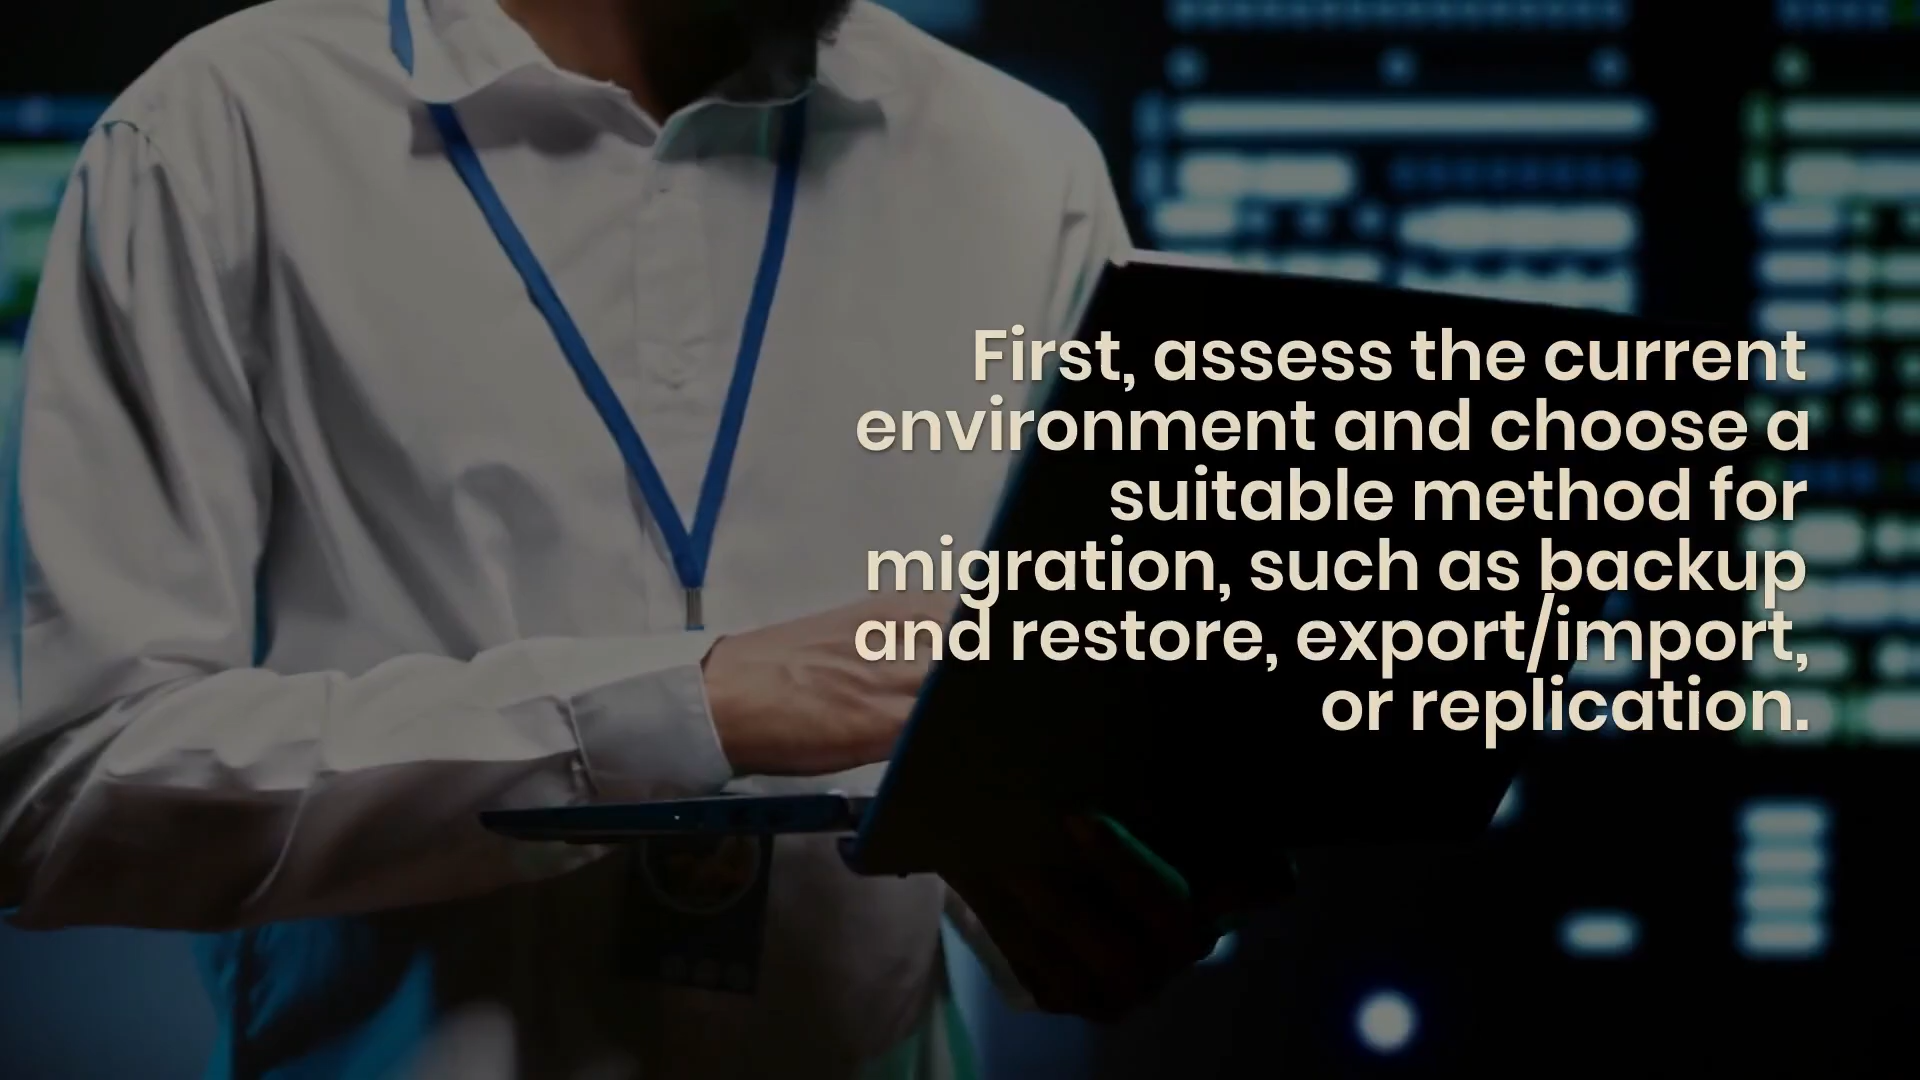 First, assess the current
environment and choose a
suitable method for
migration, such as backup
and restore, export/import,
or replication.